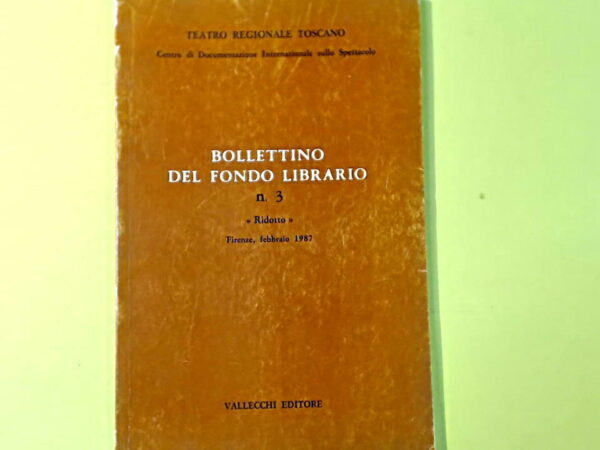 TEATRO REGIONALE TOSCANO
Centro di Documentazione Internazionale sullo Spettacolo
BOLLETTINO
DEL FONDO LIBRARIO
n. 3
« Ridotto »
Firenze, febbraio 1987
VALLECCHI EDITORE